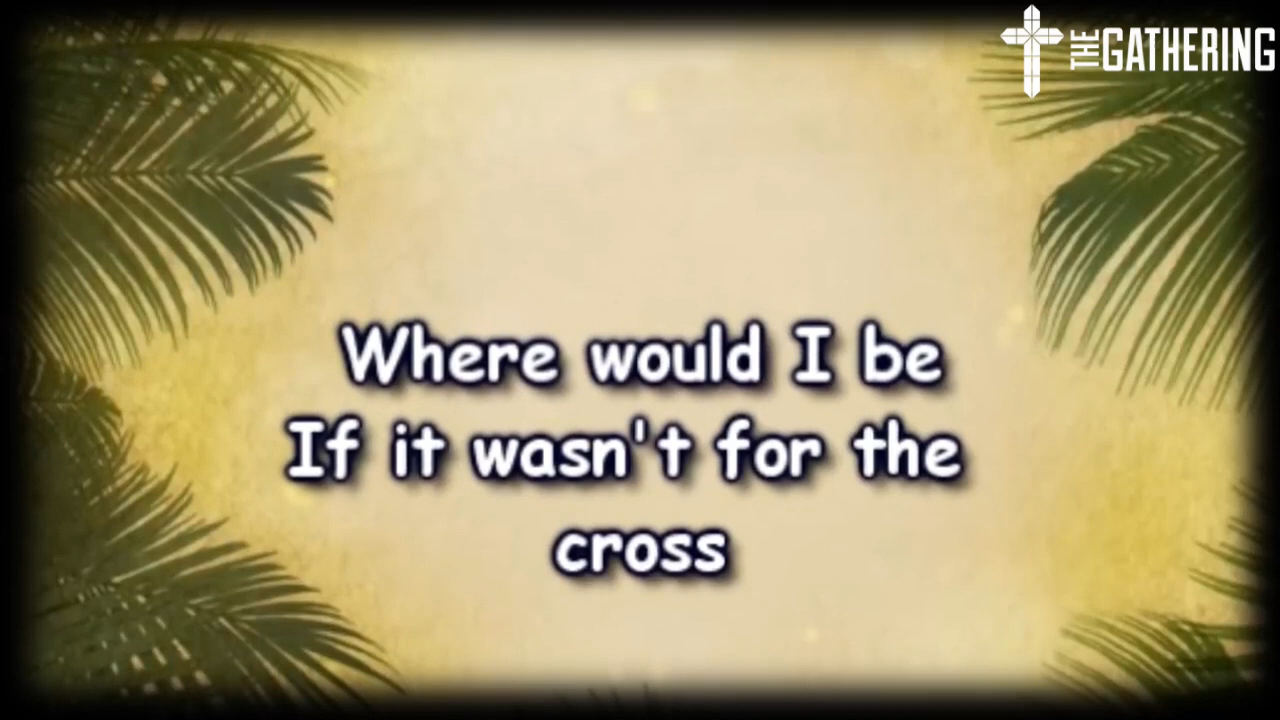 THE GATHERING
Where would I be
If it wasn't for the
cross